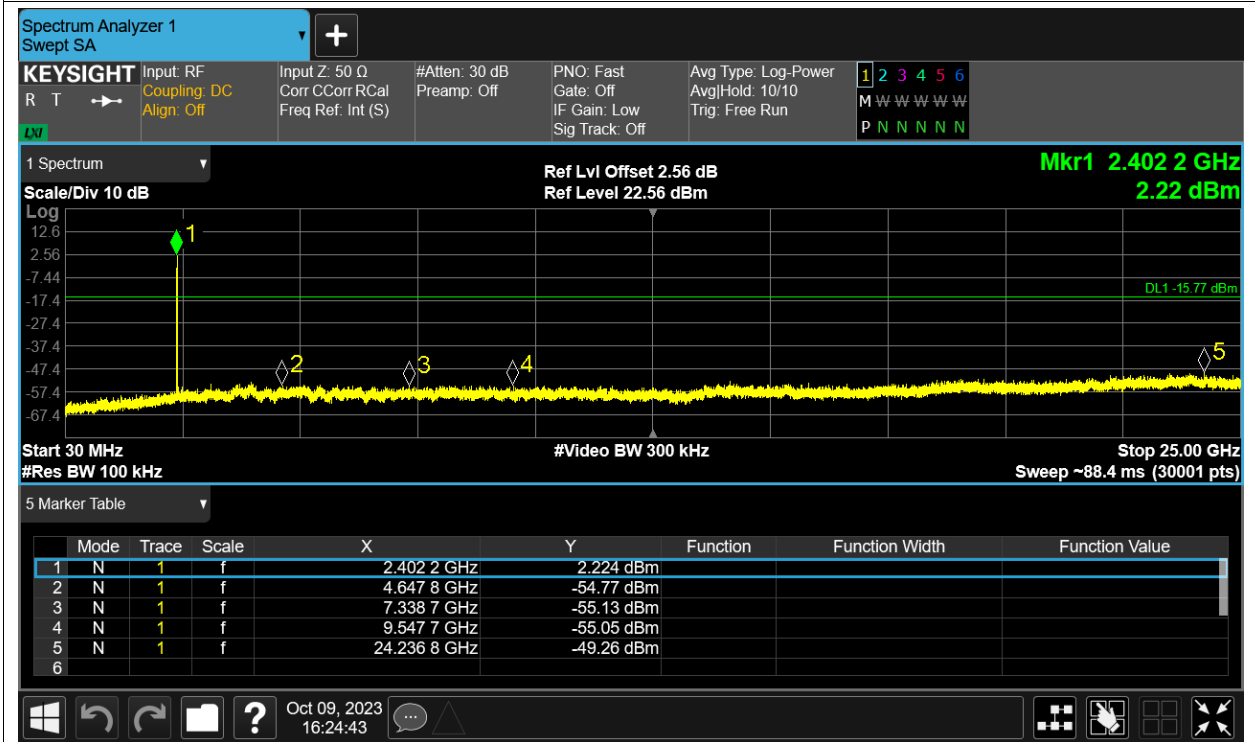 Spectrum Analyzer 1
Swept SA
KEYSIGHT
R T
LXI
Input: RF
Coupling: DC
Align: Off
Input Z: 50 Ω
Corr CCorr RCal
Freq Ref: Int (S)
#Atten: 30 dB
Preamp: Off
PNO: Fast
Gate: Off
IF Gain: Low
Sig Track: Off
Avg Type: Log-Power
Avg|Hold: 10/10
Trig: Free Run
1 2 3 4 5 6
M W W W W W
P N N N N N
1 Spectrum
Scale/Div 10 dB
Ref Lvl Offset 2.56 dB
Ref Level 22.56 dBm
Mkr1 2.402 2 GHz
2.22 dBm
Log
12.6
2.56
-7.44
-17.4
-27.4
-37.4
-47.4
-57.4
-67.4
1
2
3
4
5
DL1 -15.77 dBm
Start 30 MHz
#Res BW 100 kHz
#Video BW 300 kHz
Stop 25.00 GHz
Sweep ~88.4 ms (30001 pts)
5 Marker Table
Mode Trace Scale X Y Function Function Width Function Value
1 N 1 f 2.402 2 GHz 2.224 dBm
2 N 1 f 4.647 8 GHz -54.77 dBm
3 N 1 f 7.338 7 GHz -55.13 dBm
4 N 1 f 9.547 7 GHz -55.05 dBm
5 N 1 f 24.236 8 GHz -49.26 dBm
6
?
Oct 09, 2023
16:24:43